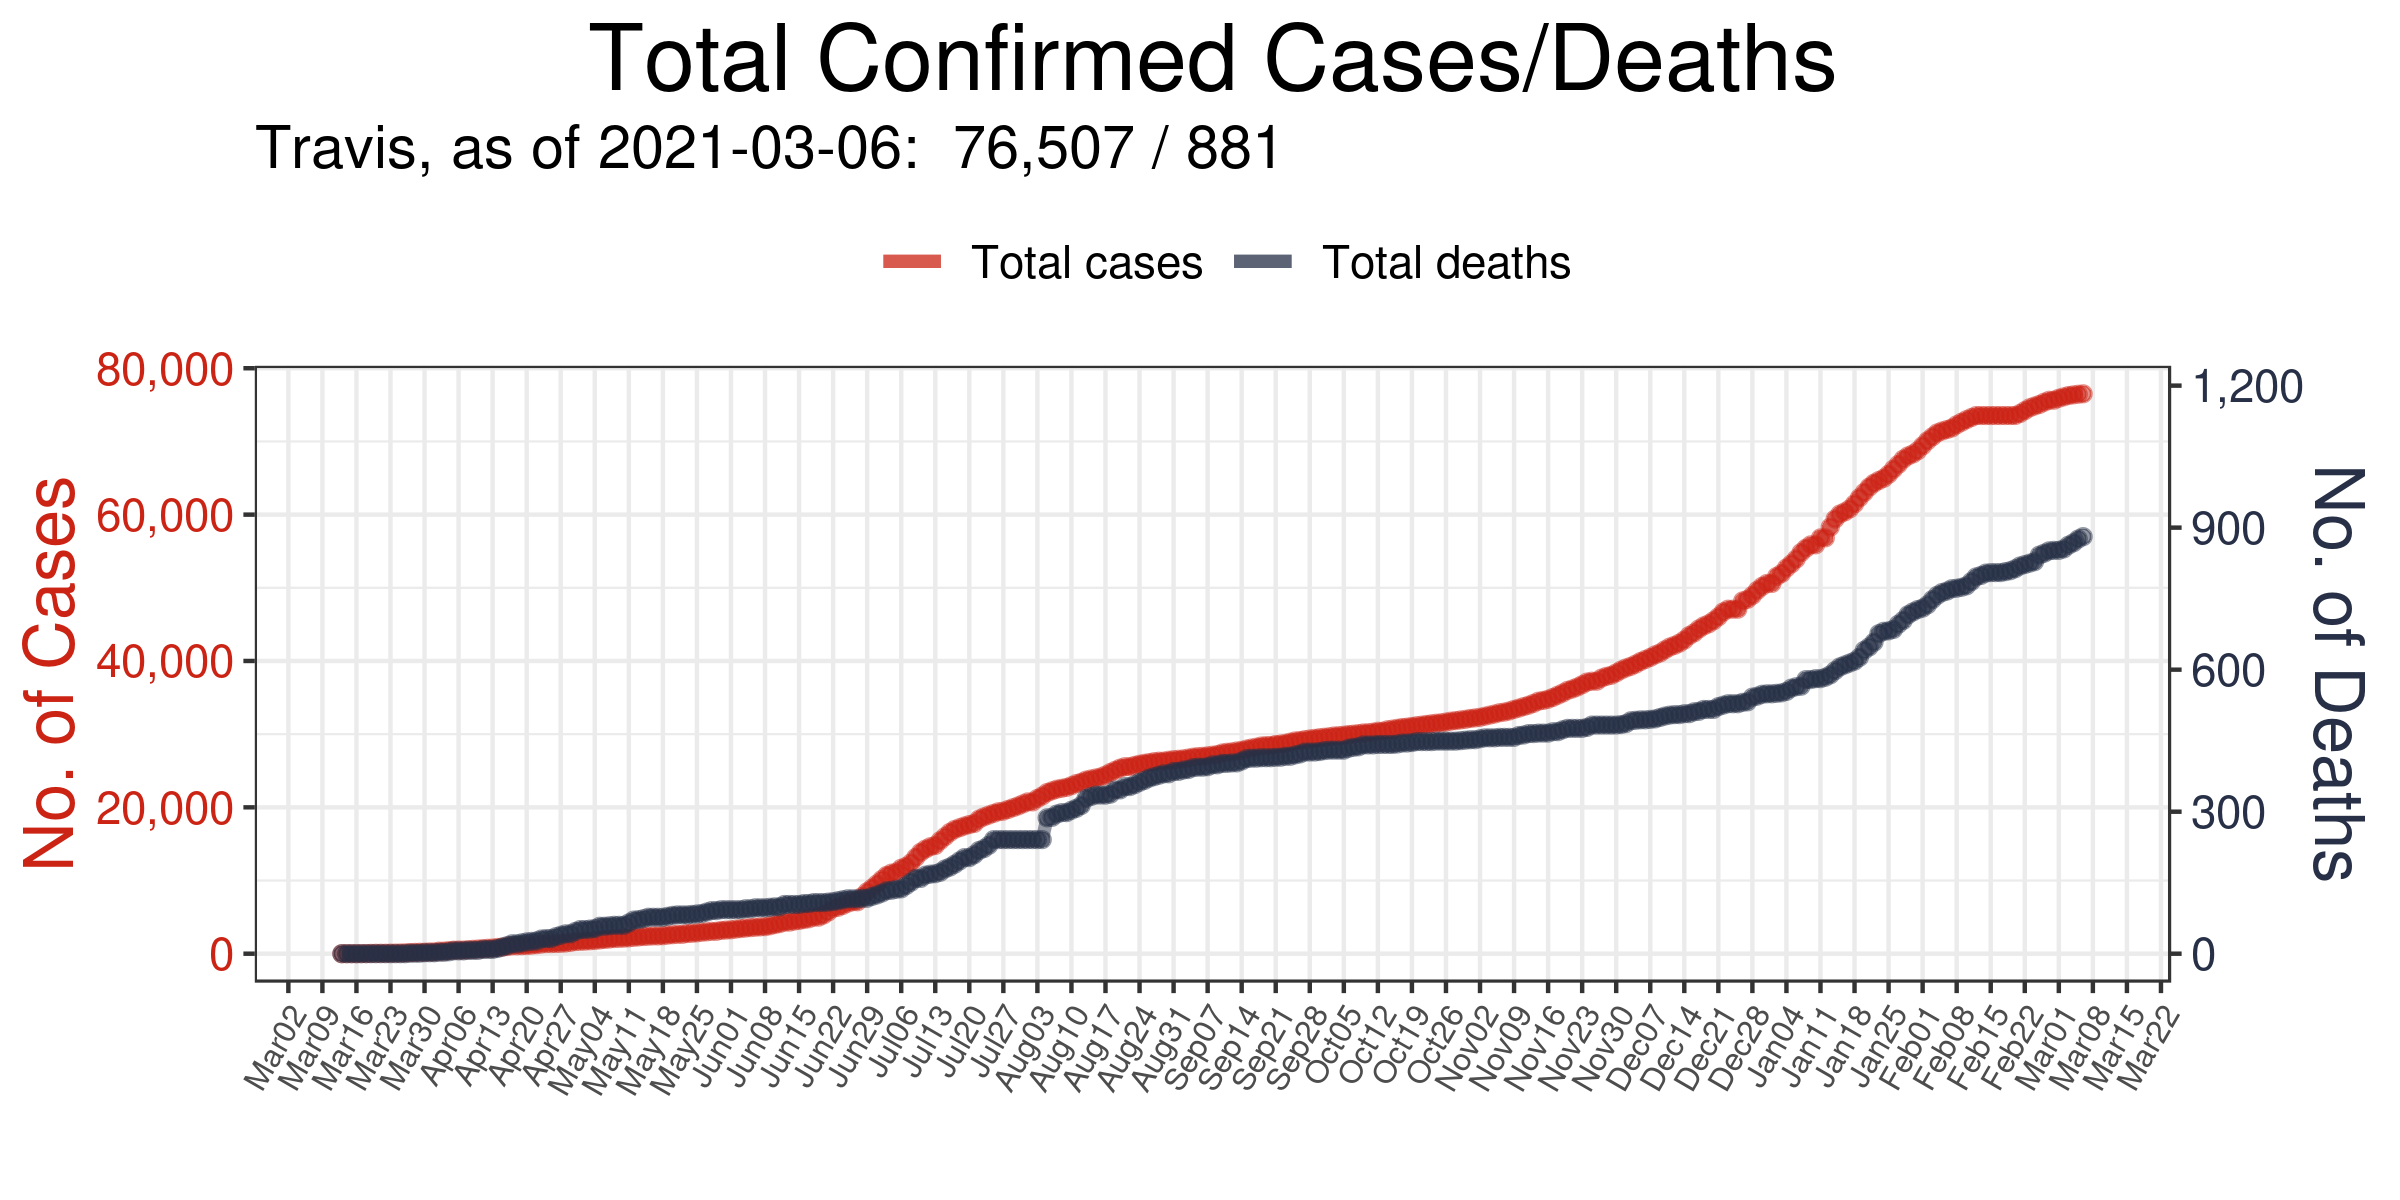 Total Confirmed Cases/Deaths
Travis, as of 2021-03-06: 76,507 / 881
Total cases
Total deaths
No. of Cases
80,000
60,000
40,000
20,000
0
1,200
900
600
300
0
No. of Deaths
Mar02
Mar09
Mar16
Mar23
Mar30
Apr06
Apr13
Apr20
Apr27
May04
May11
May18
May25
Jun01
Jun08
Jun15
Jun22
Jun29
Jul06
Jul13
Jul20
Jul27
Aug03
Aug10
Aug17
Aug24
Aug31
Sep07
Sep14
Sep21
Sep28
Oct05
Oct12
Oct19
Oct26
Nov02
Nov09
Nov16
Nov23
Nov30
Nov07
Dec14
Dec21
Dec28
Dec04
Jan11
Jan18
Jan25
Jan01
Feb08
Feb15
Feb22
Feb01
Mar08
Mar15
Mar22